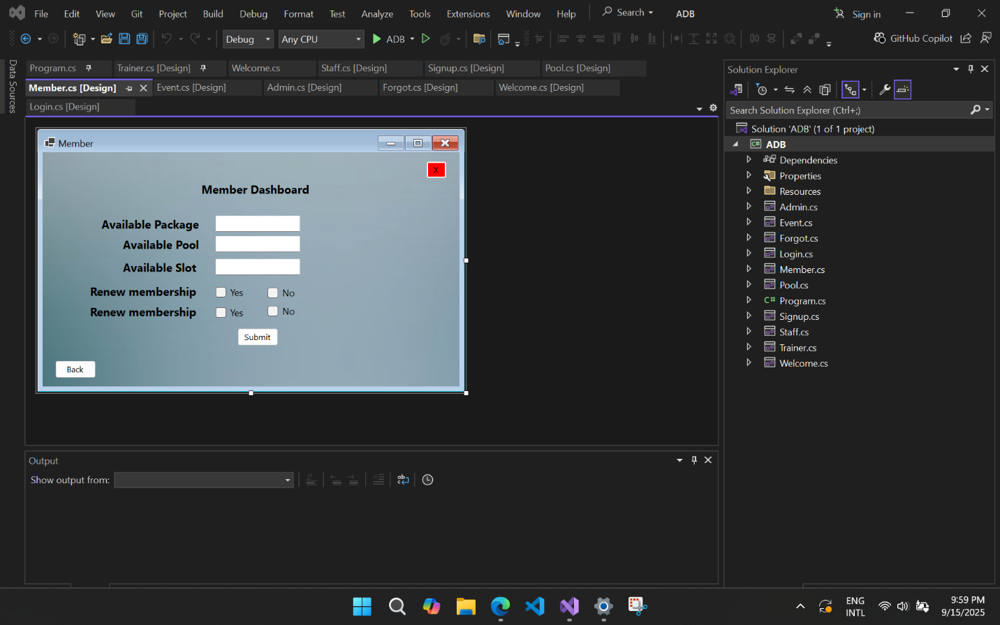 File Edit View Git Project Build Debug Format Test Analyze Tools Extensions Window Help Search ADB Sign in
Debug Any CPU ADB GitHub Copilot
Data Sources
Program.cs Trainer.cs [Design] Welcome.cs Staff.cs [Design] Signup.cs [Design] Pool.cs [Design]
Member.cs [Design] Event.cs [Design] Admin.cs [Design] Forgot.cs [Design] Welcome.cs [Design]
Login.cs [Design]
Member
X
Member Dashboard
Available Package
Available Pool
Available Slot
Renew membership Yes No
Renew membership Yes No
Submit
Back
Output
Show output from:
Solution Explorer
Search Solution Explorer (Ctrl+;)
Solution 'ADB' (1 of 1 project)
C# ADB
Dependencies
Properties
Resources
Admin.cs
Event.cs
Forgot.cs
Login.cs
Member.cs
Pool.cs
C# Program.cs
Signup.cs
Staff.cs
Trainer.cs
Welcome.cs
ENG
INTL
9:59 PM
9/15/2025